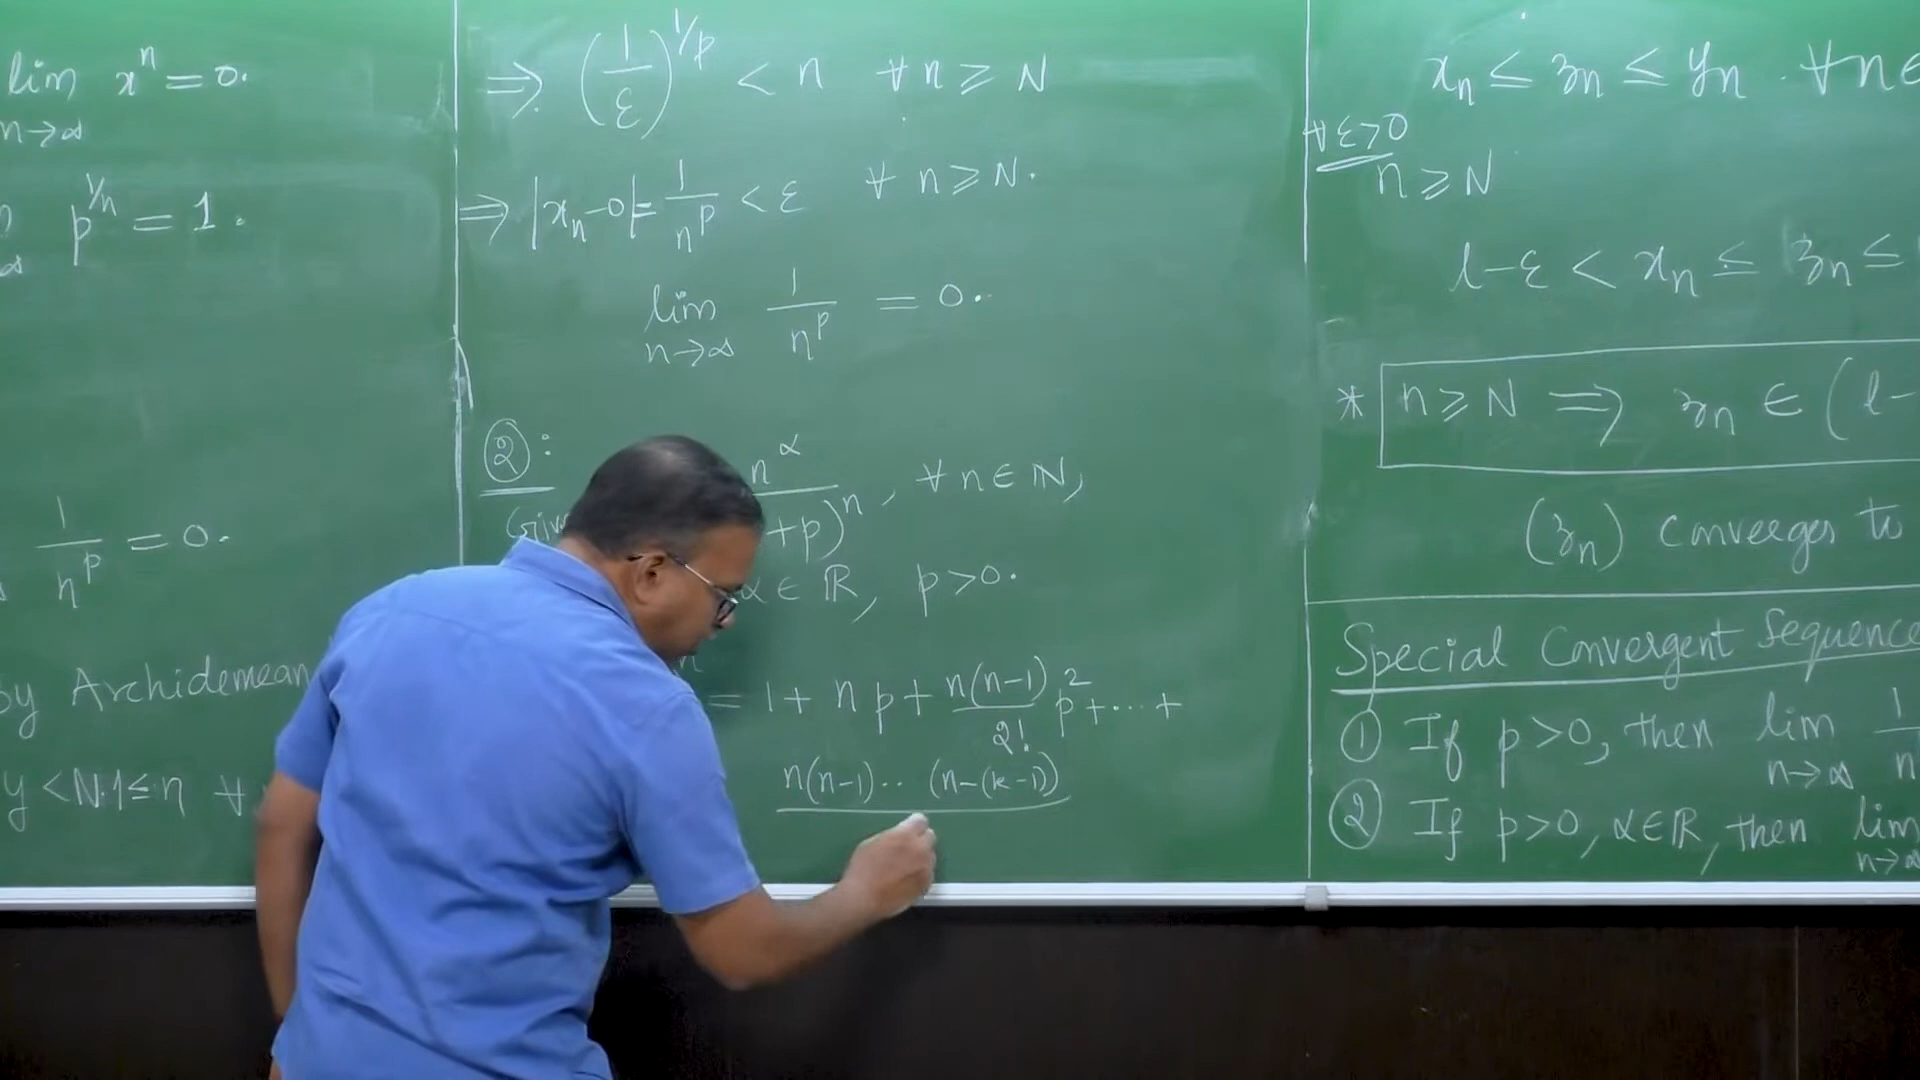 lim x^n = 0.
n→∞
p^{1/n} = 1.
1/n^p = 0.
by Archidemean
y < N.1 ≤ n ∀
⇒ (1/ε)^{1/p} < n ∀ n ≥ N
⇒ |x_n - 0| = 1/n^p < ε ∀ n ≥ N.
lim 1/n^p = 0.
n→∞
②: n^α / +p)^n, ∀ n ∈ ℕ,
α ∈ ℝ, p > 0.
= 1 + n p + n(n-1)/2! p^2 + ... +
n(n-1) .. (n-(k-1))
x_n ≤ z_n ≤ y_n . ∀ n ∈
∀ ε > 0
n ≥ N
l - ε < x_n ≤ z_n ≤
* n ≥ N ⇒ z_n ∈ (l -
(z_n) converges to
Special Convergent Sequence
① If p > 0, then lim 1/n
n→∞
② If p > 0, α ∈ ℝ, then lim
n→∞